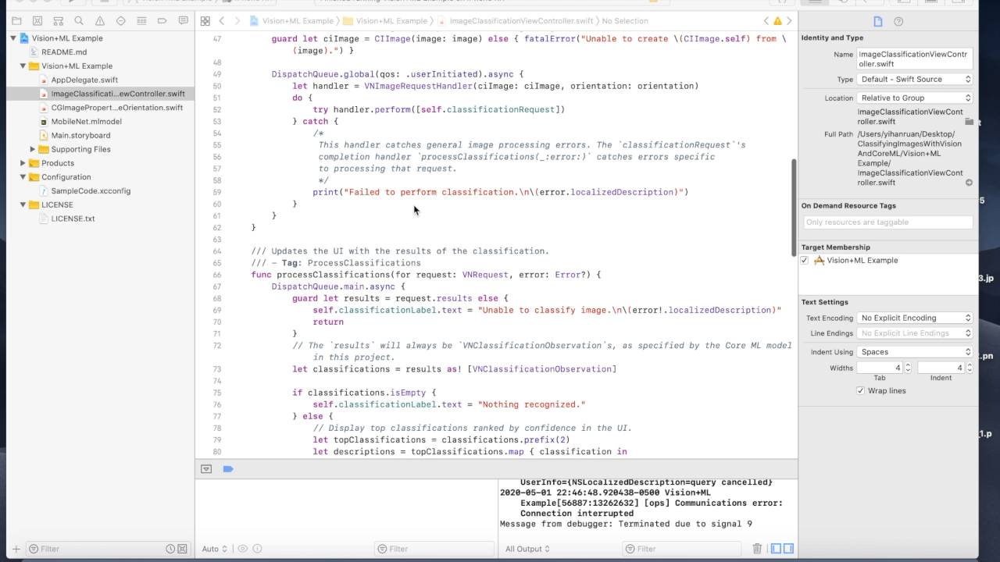 Vision+ML Example
Vision+ML Example
ImageClassificationViewController.swift
No Selection
Vision+ML Example
README.md
Vision+ML Example
AppDelegate.swift
ImageClassificati...ewController.swift
CGImagePropert...eOrientation.swift
MobileNet.mlmodel
Main.storyboard
Supporting Files
Products
Configuration
SampleCode.xcconfig
LICENSE
LICENSE.txt
Filter
47 guard let ciImage = CIImage(image: image) else { fatalError("Unable to create \(CIImage.self) from \
(image).") }
48
49 DispatchQueue.global(qos: .userInitiated).async {
50 let handler = VNImageRequestHandler(ciImage: ciImage, orientation: orientation)
51 do {
52 try handler.perform([self.classificationRequest])
53 } catch {
54 /*
55 This handler catches general image processing errors. The `classificationRequest`'s
56 completion handler `processClassifications(_:error:)` catches errors specific
57 to processing that request.
58 */
59 print("Failed to perform classification.\n\(error.localizedDescription)")
60 }
61 }
62 }
63
64 /// Updates the UI with the results of the classification.
65 /// - Tag: ProcessClassifications
66 func processClassifications(for request: VNRequest, error: Error?) {
67 DispatchQueue.main.async {
68 guard let results = request.results else {
69 self.classificationLabel.text = "Unable to classify image.\n\(error!.localizedDescription)"
70 return
71 }
72 // The `results` will always be `VNClassificationObservation`s, as specified by the Core ML model
in this project.
73 let classifications = results as! [VNClassificationObservation]
74
75 if classifications.isEmpty {
76 self.classificationLabel.text = "Nothing recognized."
77 } else {
78 // Display top classifications ranked by confidence in the UI.
79 let topClassifications = classifications.prefix(2)
80 let descriptions = topClassifications.map { classification in
UserInfo={NSLocalizedDescription=query cancelled}
2020-05-01 22:46:48.920438-0500 Vision+ML
Example[56887:13262632] [ops] Communications error:
Connection interrupted
Message from debugger: Terminated due to signal 9
Auto
Filter
All Output
Filter
Identity and Type
Name ImageClassificationViewContr
oller.swift
Type Default - Swift Source
Location Relative to Group
ImageClassificationViewCont
roller.swift
Full Path /Users/yihanruan/Desktop/
ClassifyingImagesWithVision
AndCoreML/Vision+ML
Example/
ImageClassificationViewCont
roller.swift
On Demand Resource Tags
Only resources are taggable
Target Membership
Vision+ML Example
Text Settings
Text Encoding No Explicit Encoding
Line Endings No Explicit Line Endings
Indent Using Spaces
Widths 4 4
Tab Indent
Wrap lines
5
3.jp
.pn
_1.p